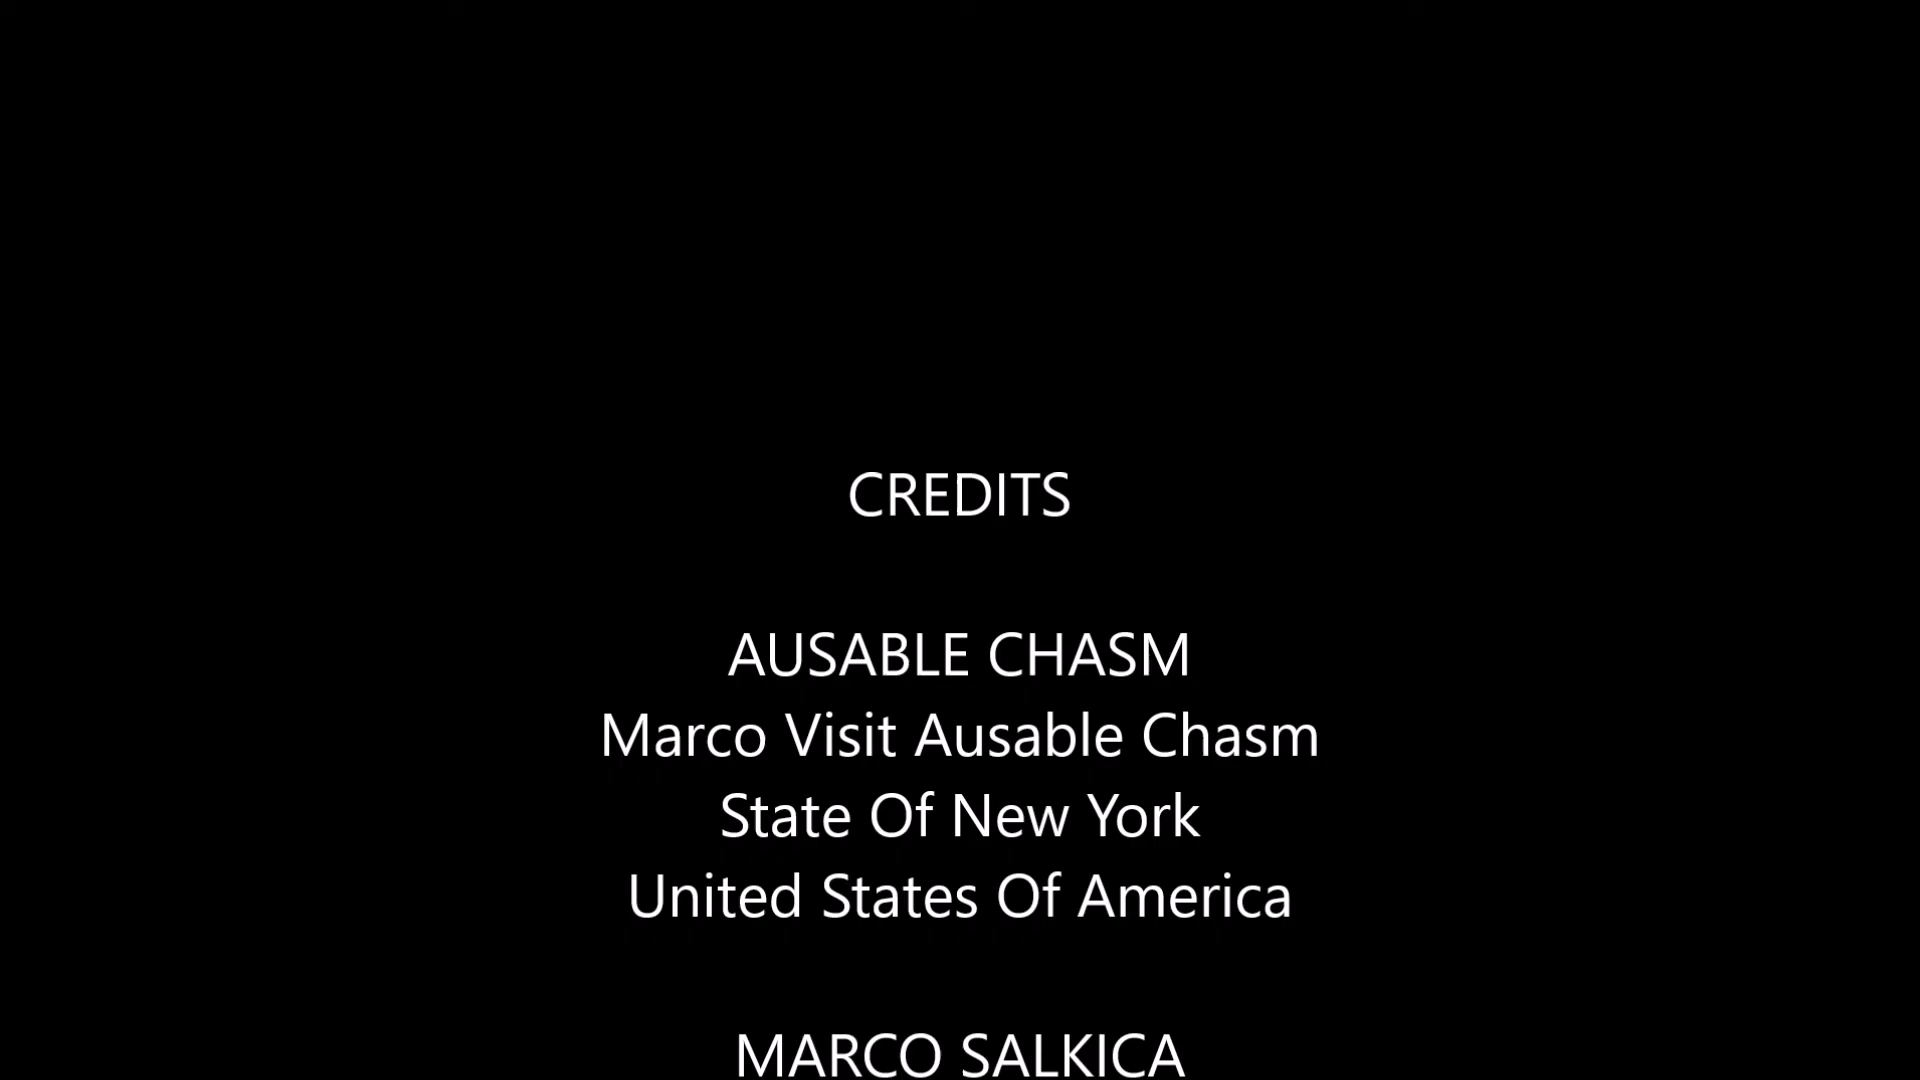 CREDITS
AUSABLE CHASM
Marco Visit Ausable Chasm
State Of New York
United States Of America
MARCO SALKICA